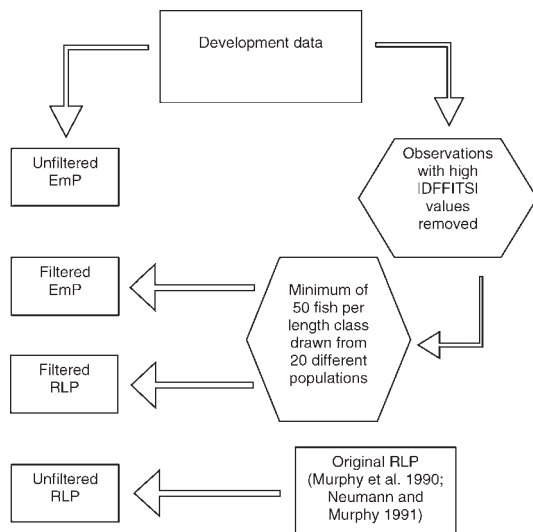 Development data
Unfiltered
EmP
Observations
with high
|DFFITS|
values
removed
Filtered
EmP
Minimum of
50 fish per
length class
drawn from
20 different
populations
Filtered
RLP
Unfiltered
RLP
Original RLP
(Murphy et al. 1990;
Neumann and
Murphy 1991)